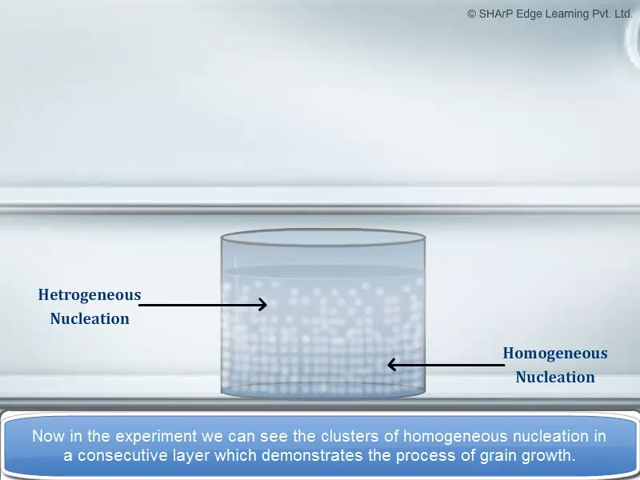 © SHArP Edge Learning Pvt. Ltd.
Hetrogeneous
Nucleation
Homogeneous
Nucleation
Now in the experiment we can see the clusters of homogeneous nucleation in
a consecutive layer which demonstrates the process of grain growth.